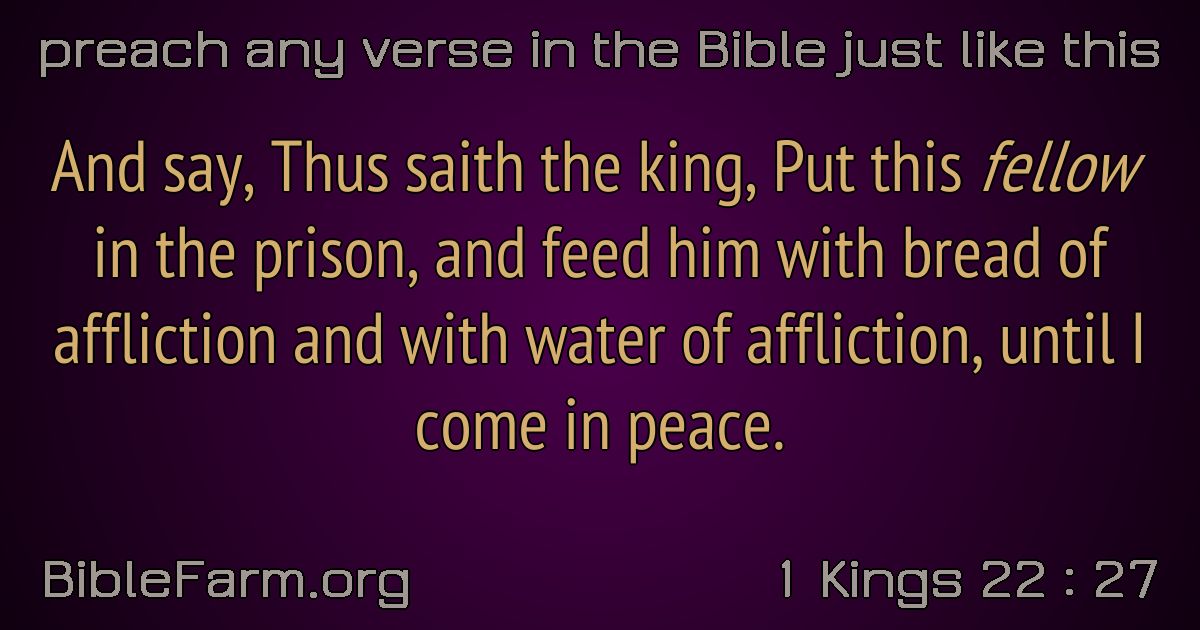 preach any verse in the Bible just like this
And say, Thus saith the king, Put this fellow
in the prison, and feed him with bread of
affliction and with water of affliction, until I
come in peace.
BibleFarm.org
1 Kings 22 : 27